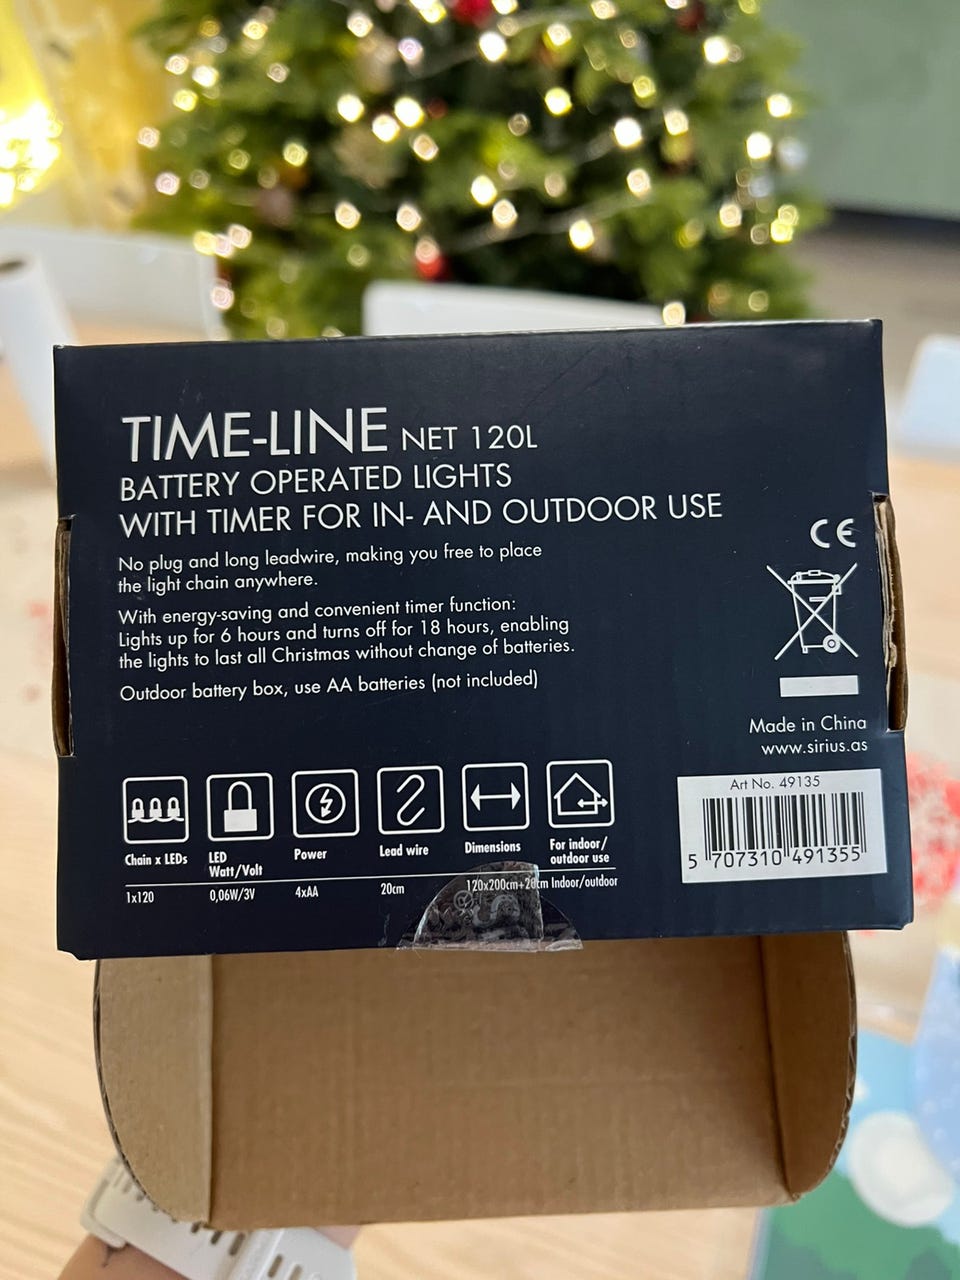 TIME-LINE NET 120L
BATTERY OPERATED LIGHTS
WITH TIMER FOR IN- AND OUTDOOR USE
No plug and long leadwire, making you free to place
the light chain anywhere.
With energy-saving and convenient timer function:
Lights up for 6 hours and turns off for 18 hours, enabling
the lights to last all Christmas without change of batteries.
Outdoor battery box, use AA batteries (not included)
CE
Made in China
www.sirius.as
Art No. 49135
5 707310 491355
Chain x LEDs
LED
Watt/Volt
Power
Lead wire
Dimensions
For indoor/
outdoor use
1x120
0,06W/3V
4xAA
20cm
120x200cm+20cm
Indoor/outdoor